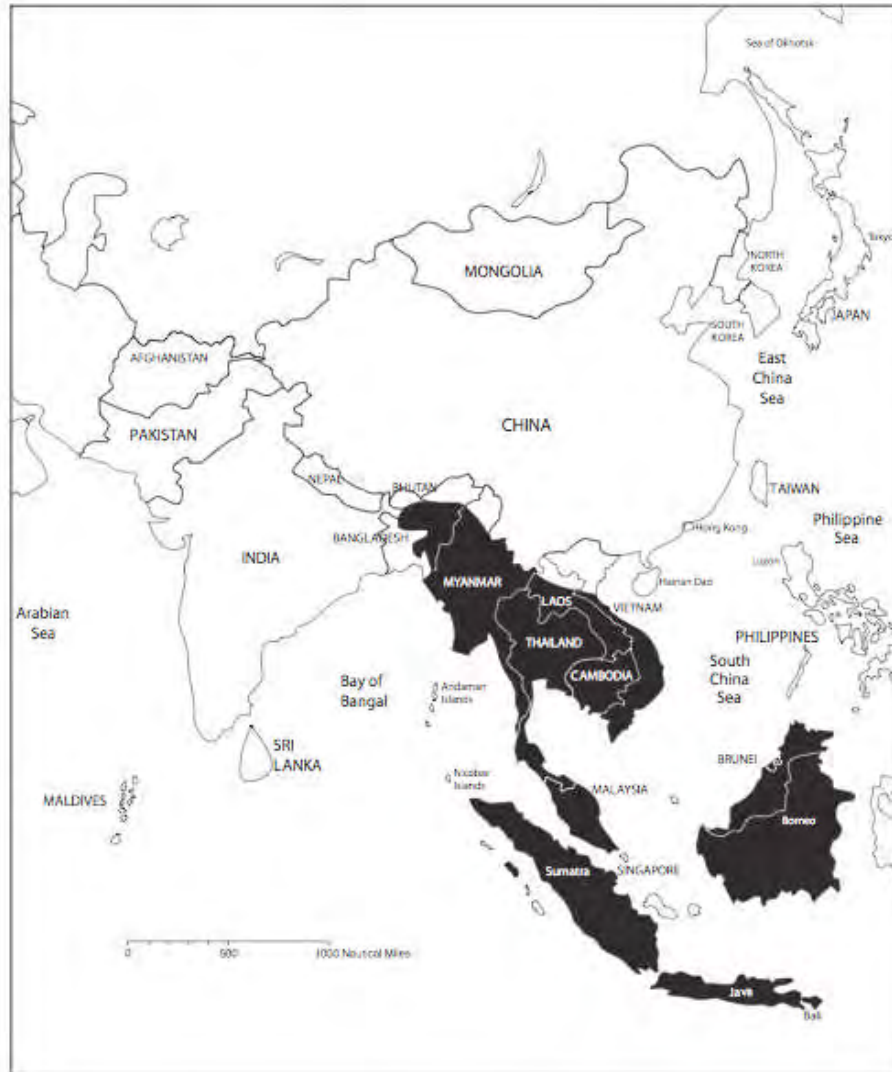 Sea of Okhotsk
MONGOLIA
NORTH
KOREA
Tokyo
SOUTH
KOREA
JAPAN
AFGHANISTAN
East
China
Sea
PAKISTAN
CHINA
NEPAL
BHUTAN
TAIWAN
BANGLADESH
Hong Kong
Philippine
Sea
INDIA
Luzon
MYANMAR
Hainan Dao
LAOS
VIETNAM
Arabian
Sea
THAILAND
PHILIPPINES
CAMBODIA
South
China
Sea
Bay of
Bangal
Andaman
Islands
SRI
LANKA
BRUNEI
Nicobar
Islands
MALAYSIA
MALDIVES
Borneo
Sumatra
SINGAPORE
0 500 1000 Nautical Miles
Java
Bali